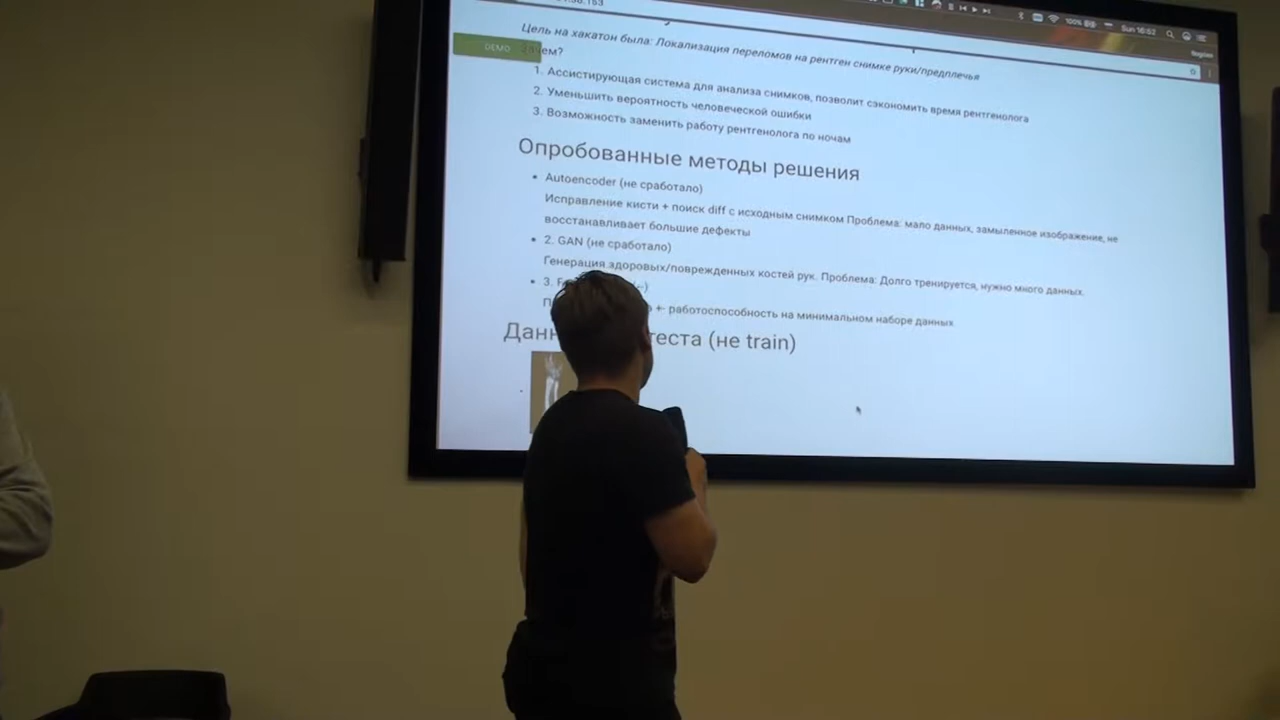 100%
Sun 16:52
Цель на хакатон была: Локализация переломов на рентген снимке руки/предплечья
DEMO
1. Ассистирующая система для анализа снимков, позволит сэкономить время рентгенолога
2. Уменьшить вероятность человеческой ошибки
3. Возможность заменить работу рентгенолога по ночам
Опробованные методы решения
• Autoencoder (не сработало)
Исправление кисти + поиск diff с исходным снимком Проблема: мало данных, замыленное изображение, не
восстанавливает большие дефекты
• 2. GAN (не сработало)
Генерация здоровых/поврежденных костей рук. Проблема: Долго тренируется, нужно много данных.
• 3.
+- работоспособность на минимальном наборе данных
(не train)